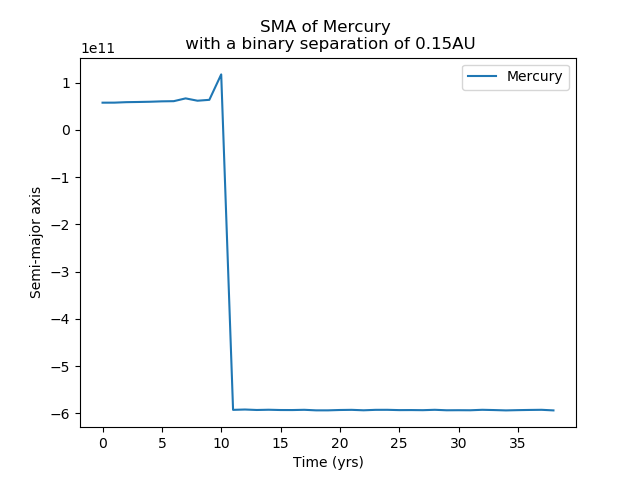 SMA of Mercury
with a binary separation of 0.15AU
1e11
Mercury
1
0
−1
−2
−3
−4
−5
−6
Semi-major axis
0 5 10 15 20 25 30 35
Time (yrs)